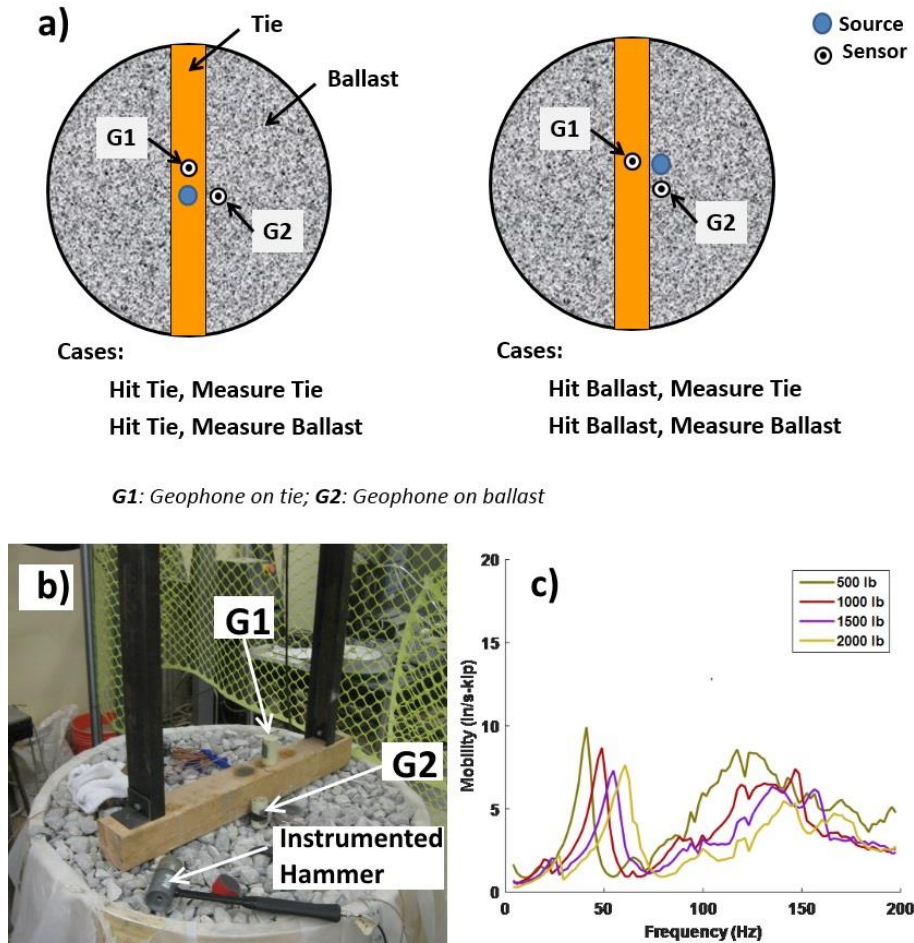 a)
Tie
Ballast
G1
G2
Source
Sensor
G1
G2
Cases:
Hit Tie, Measure Tie
Hit Tie, Measure Ballast
Cases:
Hit Ballast, Measure Tie
Hit Ballast, Measure Ballast
G1: Geophone on tie; G2: Geophone on ballast
b)
G1
G2
Instrumented
Hammer
c)
20
15
10
5
0
Mobility (in/s-kip)
500 lb
1000 lb
1500 lb
2000 lb
0
50
100
150
200
Frequency (Hz)